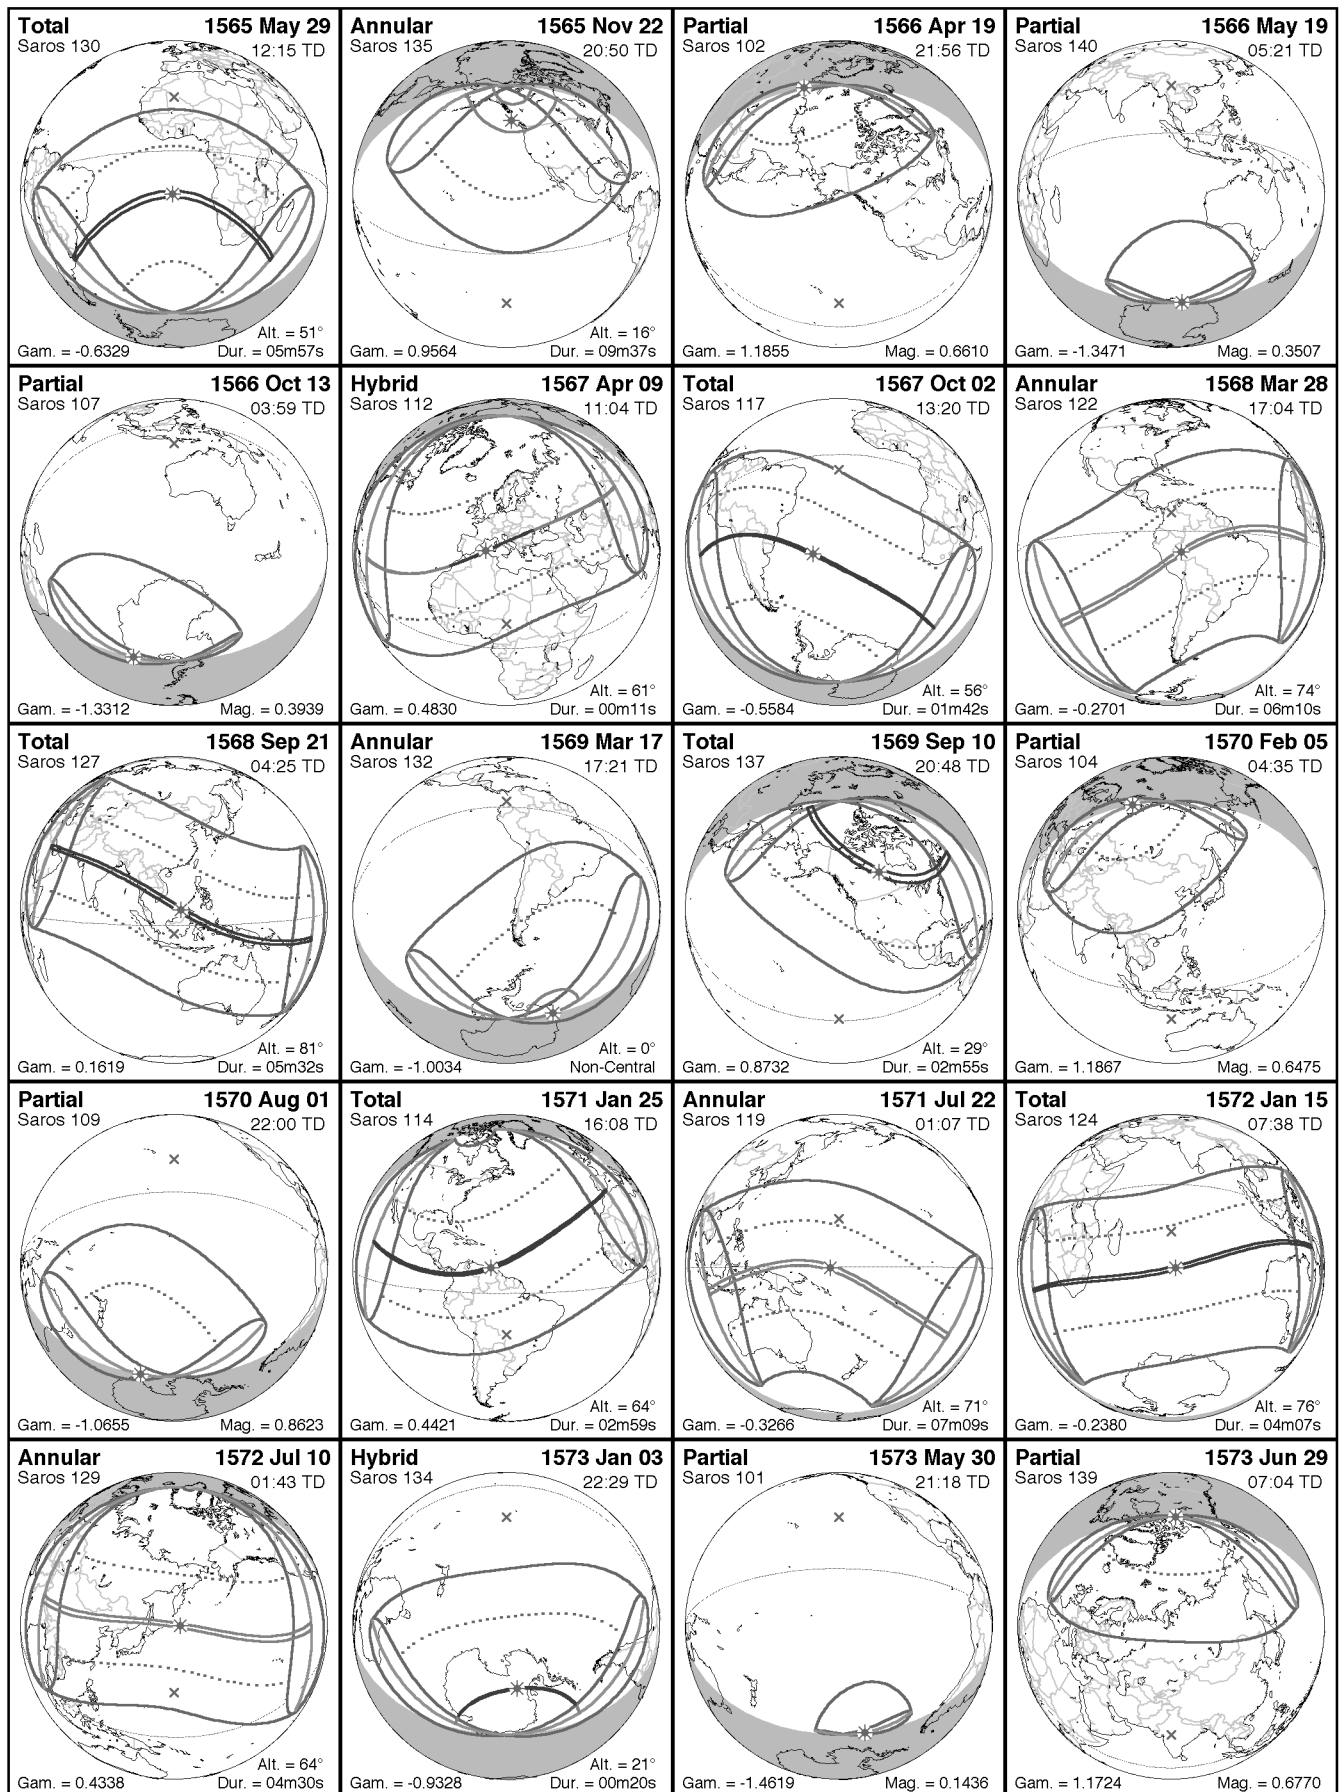 Total 1565 May 29
Saros 130 12:15 TD
Alt. = 51°
Gam. = -0.6329 Dur. = 05m57s
Annular 1565 Nov 22
Saros 135 20:50 TD
Alt. = 16°
Gam. = 0.9564 Dur. = 09m37s
Partial 1566 Apr 19
Saros 102 21:56 TD
Gam. = 1.1855 Mag. = 0.6610
Partial 1566 May 19
Saros 140 05:21 TD
Gam. = -1.3471 Mag. = 0.3507
Partial 1566 Oct 13
Saros 107 03:59 TD
Gam. = -1.3312 Mag. = 0.3939
Hybrid 1567 Apr 09
Saros 112 11:04 TD
Alt. = 61°
Gam. = 0.4830 Dur. = 00m11s
Total 1567 Oct 02
Saros 117 13:20 TD
Alt. = 56°
Gam. = -0.5584 Dur. = 01m42s
Annular 1568 Mar 28
Saros 122 17:04 TD
Alt. = 74°
Gam. = -0.2701 Dur. = 06m10s
Total 1568 Sep 21
Saros 127 04:25 TD
Alt. = 81°
Gam. = 0.1619 Dur. = 05m32s
Annular 1569 Mar 17
Saros 132 17:21 TD
Alt. = 0°
Gam. = -1.0034 Non-Central
Total 1569 Sep 10
Saros 137 20:48 TD
Alt. = 29°
Gam. = 0.8732 Dur. = 02m55s
Partial 1570 Feb 05
Saros 104 04:35 TD
Gam. = 1.1867 Mag. = 0.6475
Partial 1570 Aug 01
Saros 109 22:00 TD
Gam. = -1.0655 Mag. = 0.8623
Total 1571 Jan 25
Saros 114 16:08 TD
Alt. = 64°
Gam. = 0.4421 Dur. = 02m59s
Annular 1571 Jul 22
Saros 119 01:07 TD
Alt. = 71°
Gam. = -0.3266 Dur. = 07m09s
Total 1572 Jan 15
Saros 124 07:38 TD
Alt. = 76°
Gam. = -0.2380 Dur. = 04m07s
Annular 1572 Jul 10
Saros 129 01:43 TD
Alt. = 64°
Gam. = 0.4338 Dur. = 04m30s
Hybrid 1573 Jan 03
Saros 134 22:29 TD
Alt. = 21°
Gam. = -0.9328 Dur. = 00m20s
Partial 1573 May 30
Saros 101 21:18 TD
Gam. = -1.4619 Mag. = 0.1436
Partial 1573 Jun 29
Saros 139 07:04 TD
Gam. = 1.1724 Mag. = 0.6770